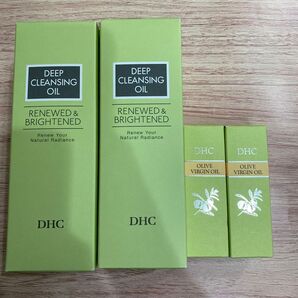 DEEP
CLEANSING
OIL
RENEWED &
BRIGHTENED
Renew Your
Natural Radiance
DHC
DEEP
CLEANSING
OIL
RENEWED &
BRIGHTENED
Renew Your
Natural Radiance
DHC
DHC
OLIVE
VIRGIN OIL
DHC
OLIVE
VIRGIN OIL